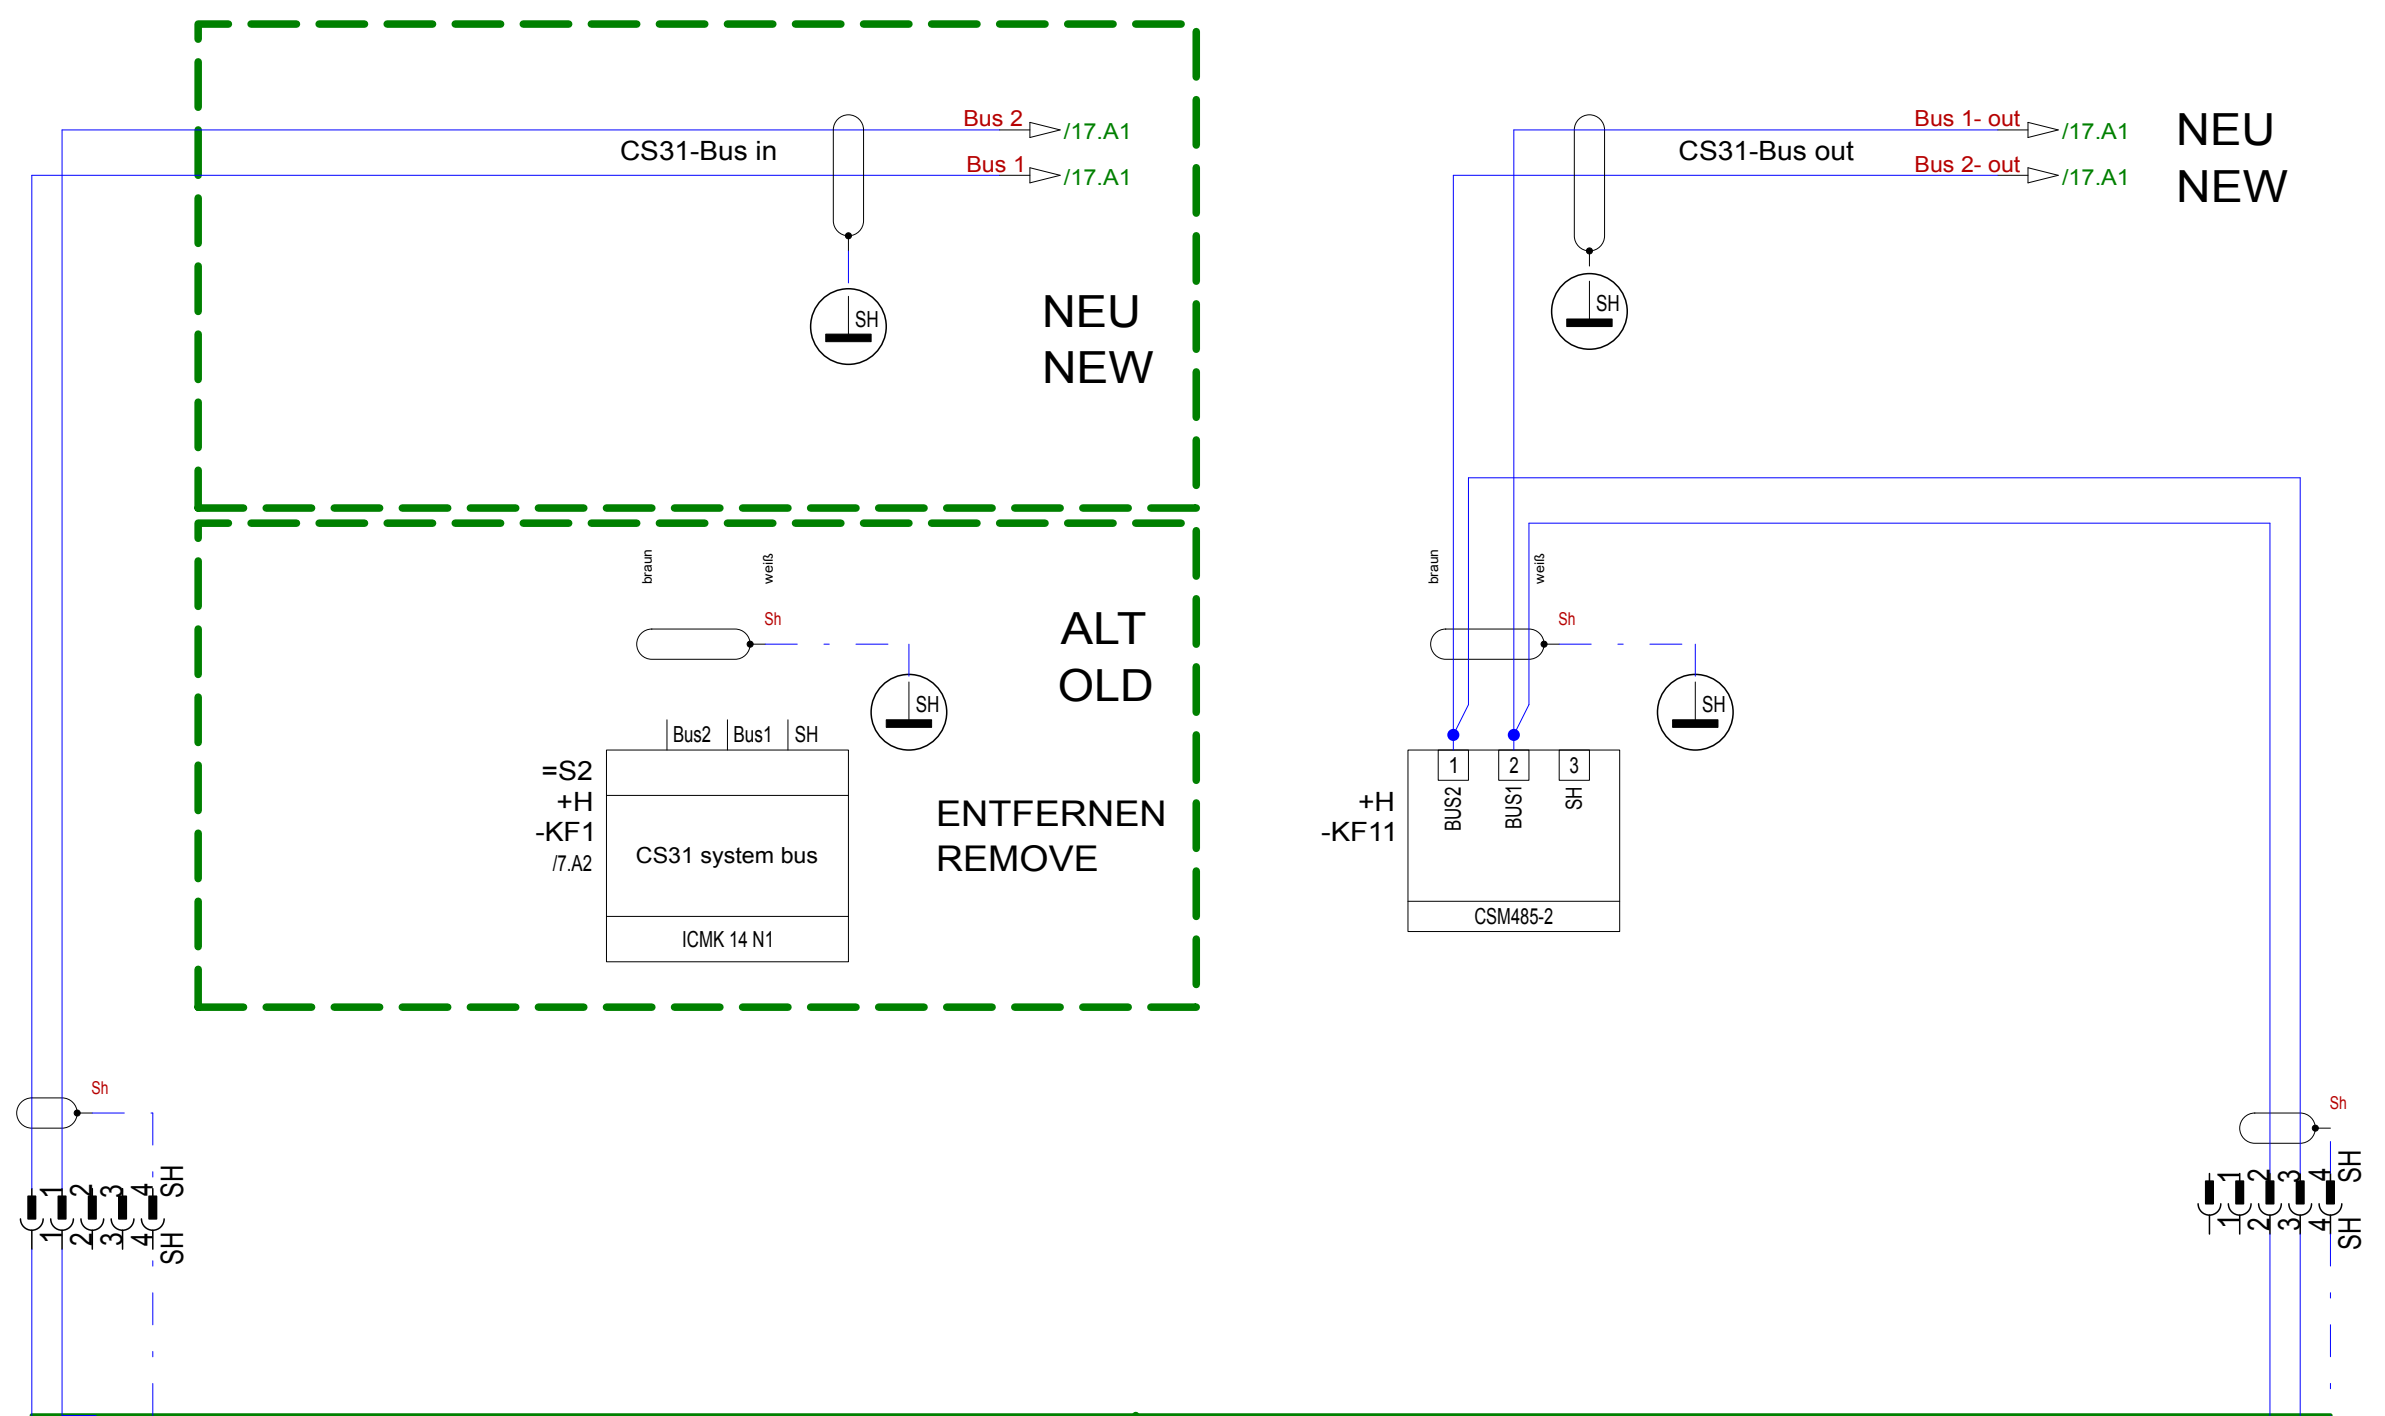 Bus 2 /17.A1
CS31-Bus in
Bus 1 /17.A1
SH
NEU
NEW
Bus 1- out /17.A1
CS31-Bus out
Bus 2- out /17.A1
NEU
NEW
SH
braun weiß
Sh
ALT
OLD
SH
Bus2 Bus1 SH
=S2
+H
-KF1
/7.A2
CS31 system bus
ICMK 14 N1
ENTFERNEN
REMOVE
braun weiß
Sh
SH
1 2 3
BUS2 BUS1 SH
+H
-KF11
CSM485-2
Sh
1 2 3 4 SH
1 2 3 4 SH
Sh
1 2 3 4 SH
1 2 3 4 SH